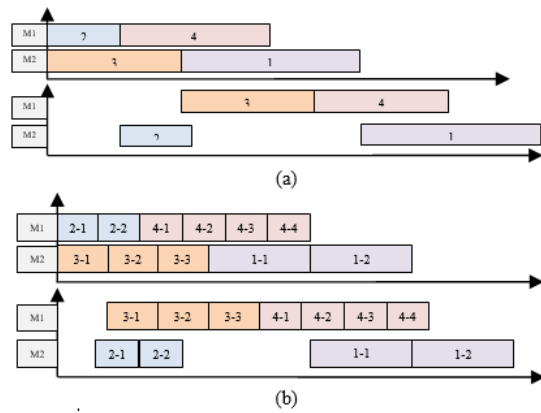 M1 2 4
M2 3 1
M1 3 4
M2 2 1
(a)
M1 2-1 2-2 4-1 4-2 4-3 4-4
M2 3-1 3-2 3-3 1-1 1-2
M1 3-1 3-2 3-3 4-1 4-2 4-3 4-4
M2 2-1 2-2 1-1 1-2
(b)